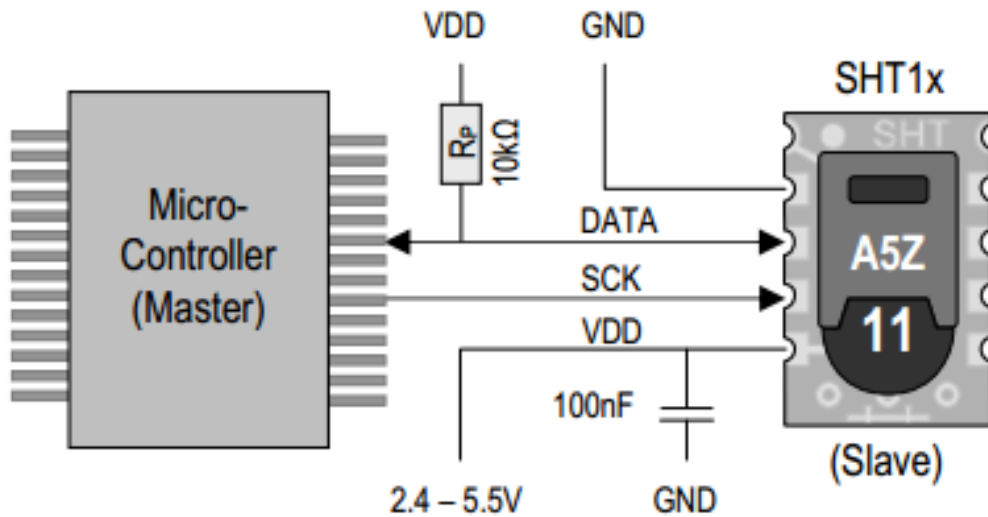 VDD
GND
SHT1x
SHT
RP
10kΩ
Micro-
Controller
(Master)
DATA
A5Z
SCK
11
VDD
100nF
(Slave)
2.4 – 5.5V
GND